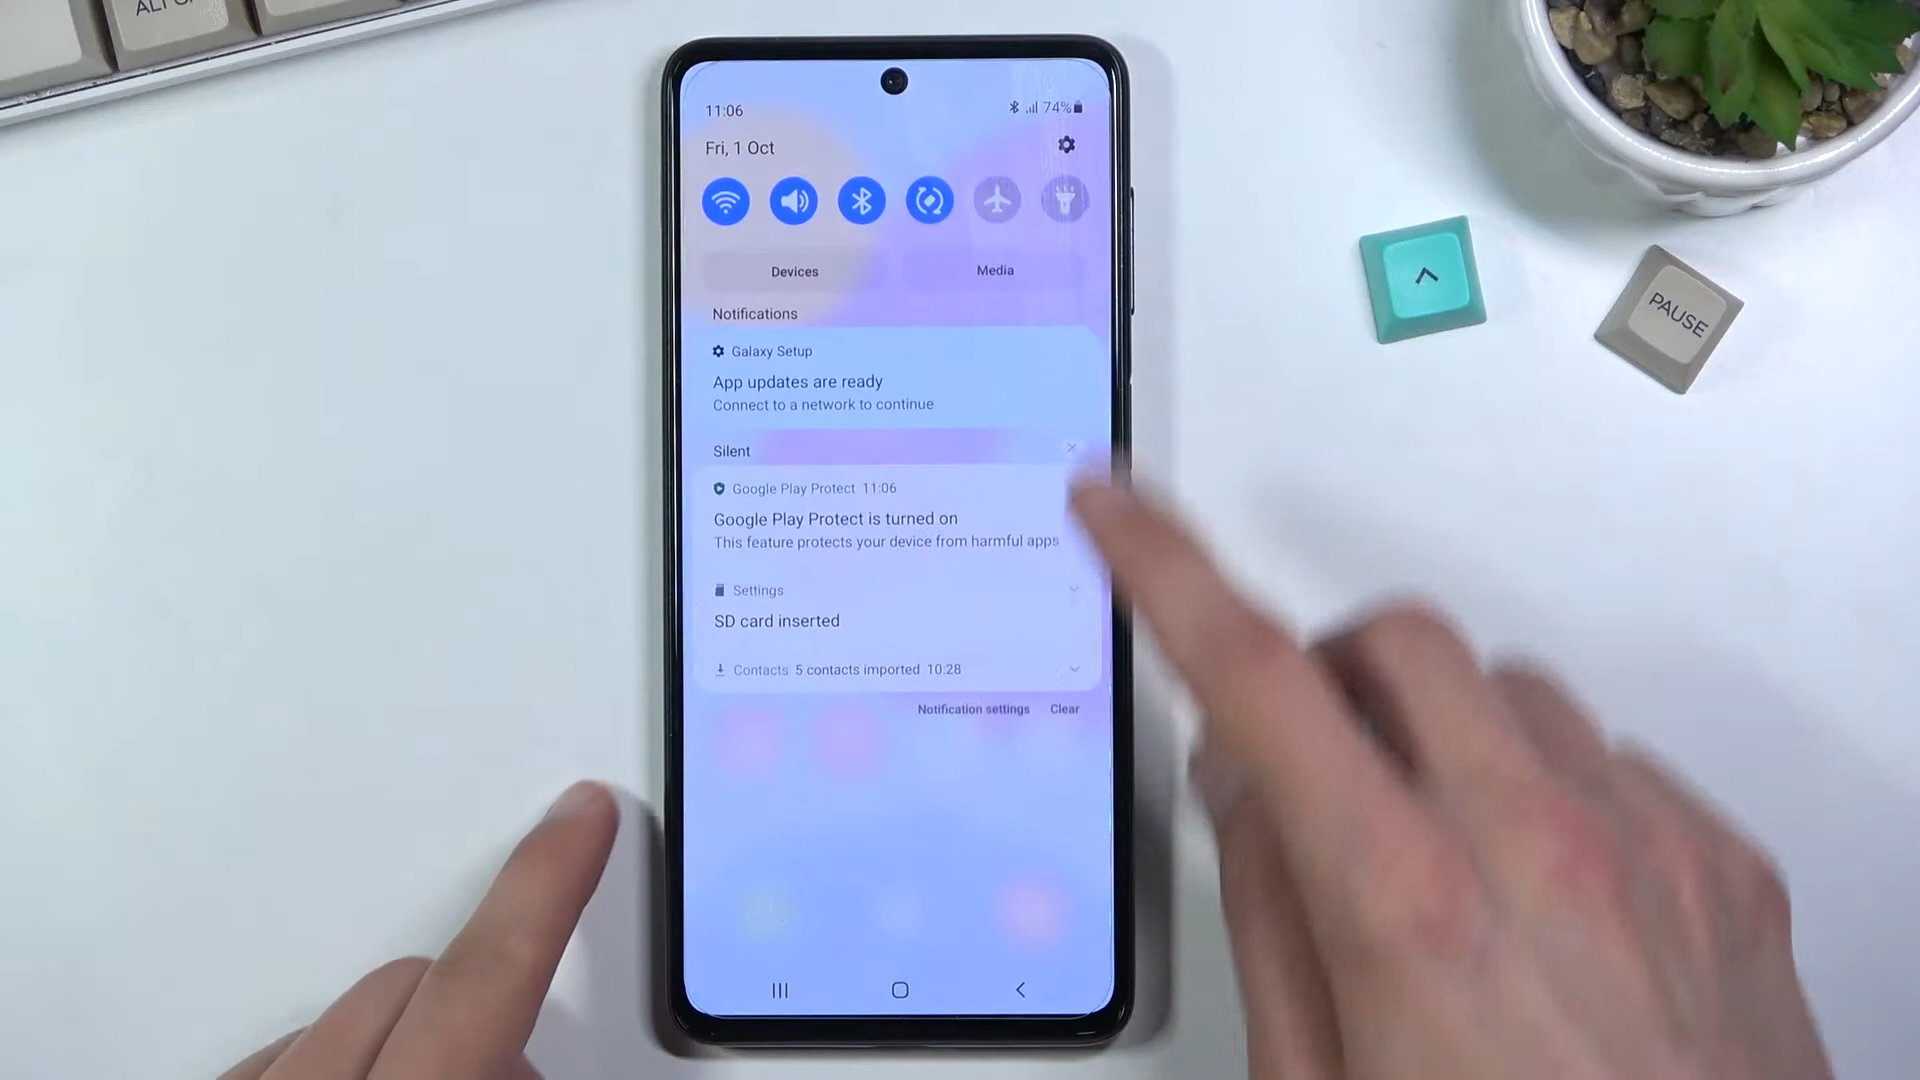 11:06
74%
Fri, 1 Oct
Devices
Media
Notifications
Galaxy Setup
App updates are ready
Connect to a network to continue
Silent
Google Play Protect 11:06
Google Play Protect is turned on
This feature protects your device from harmful apps
Settings
SD card inserted
Contacts 5 contacts imported 10:28
Notification settings
Clear
PAUSE